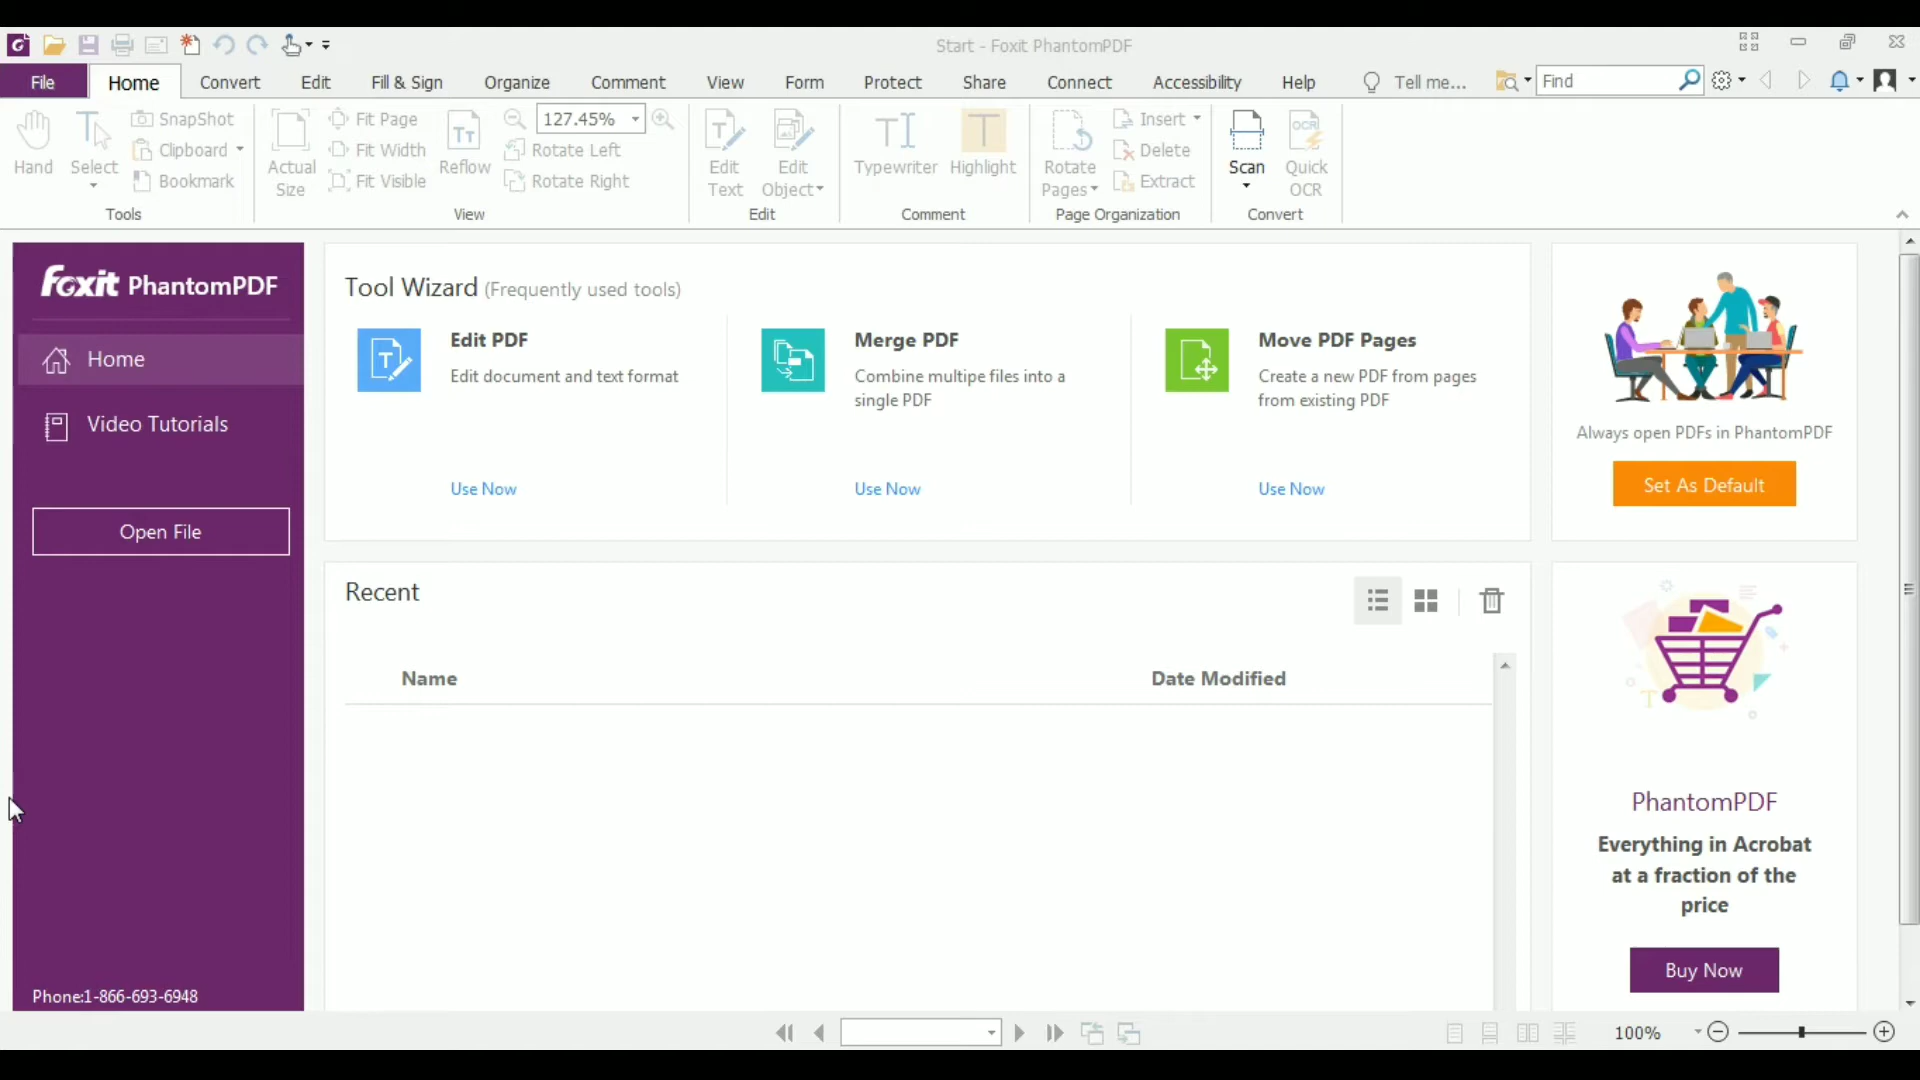 Start - Foxit PhantomPDF
File Home Convert Edit Fill & Sign Organize Comment View Form Protect Share Connect Accessibility Help Tell me... Find
Hand
Select
SnapShot
Clipboard
Bookmark
Tools
Actual
Size
Fit Page
Fit Width
Fit Visible
Reflow
127.45%
Rotate Left
Rotate Right
View
Edit
Text
Edit
Object
Edit
Typewriter
Highlight
Comment
Rotate
Pages
Insert
Delete
Extract
Page Organization
Scan
Quick
OCR
Convert
Foxit PhantomPDF
Home
Video Tutorials
Open File
Phone:1-866-693-6948
Tool Wizard (Frequently used tools)
Edit PDF
Edit document and text format
Use Now
Merge PDF
Combine multipe files into a
single PDF
Use Now
Move PDF Pages
Create a new PDF from pages
from existing PDF
Use Now
Always open PDFs in PhantomPDF
Set As Default
Recent
Name Date Modified
PhantomPDF
Everything in Acrobat
at a fraction of the
price
Buy Now
100%